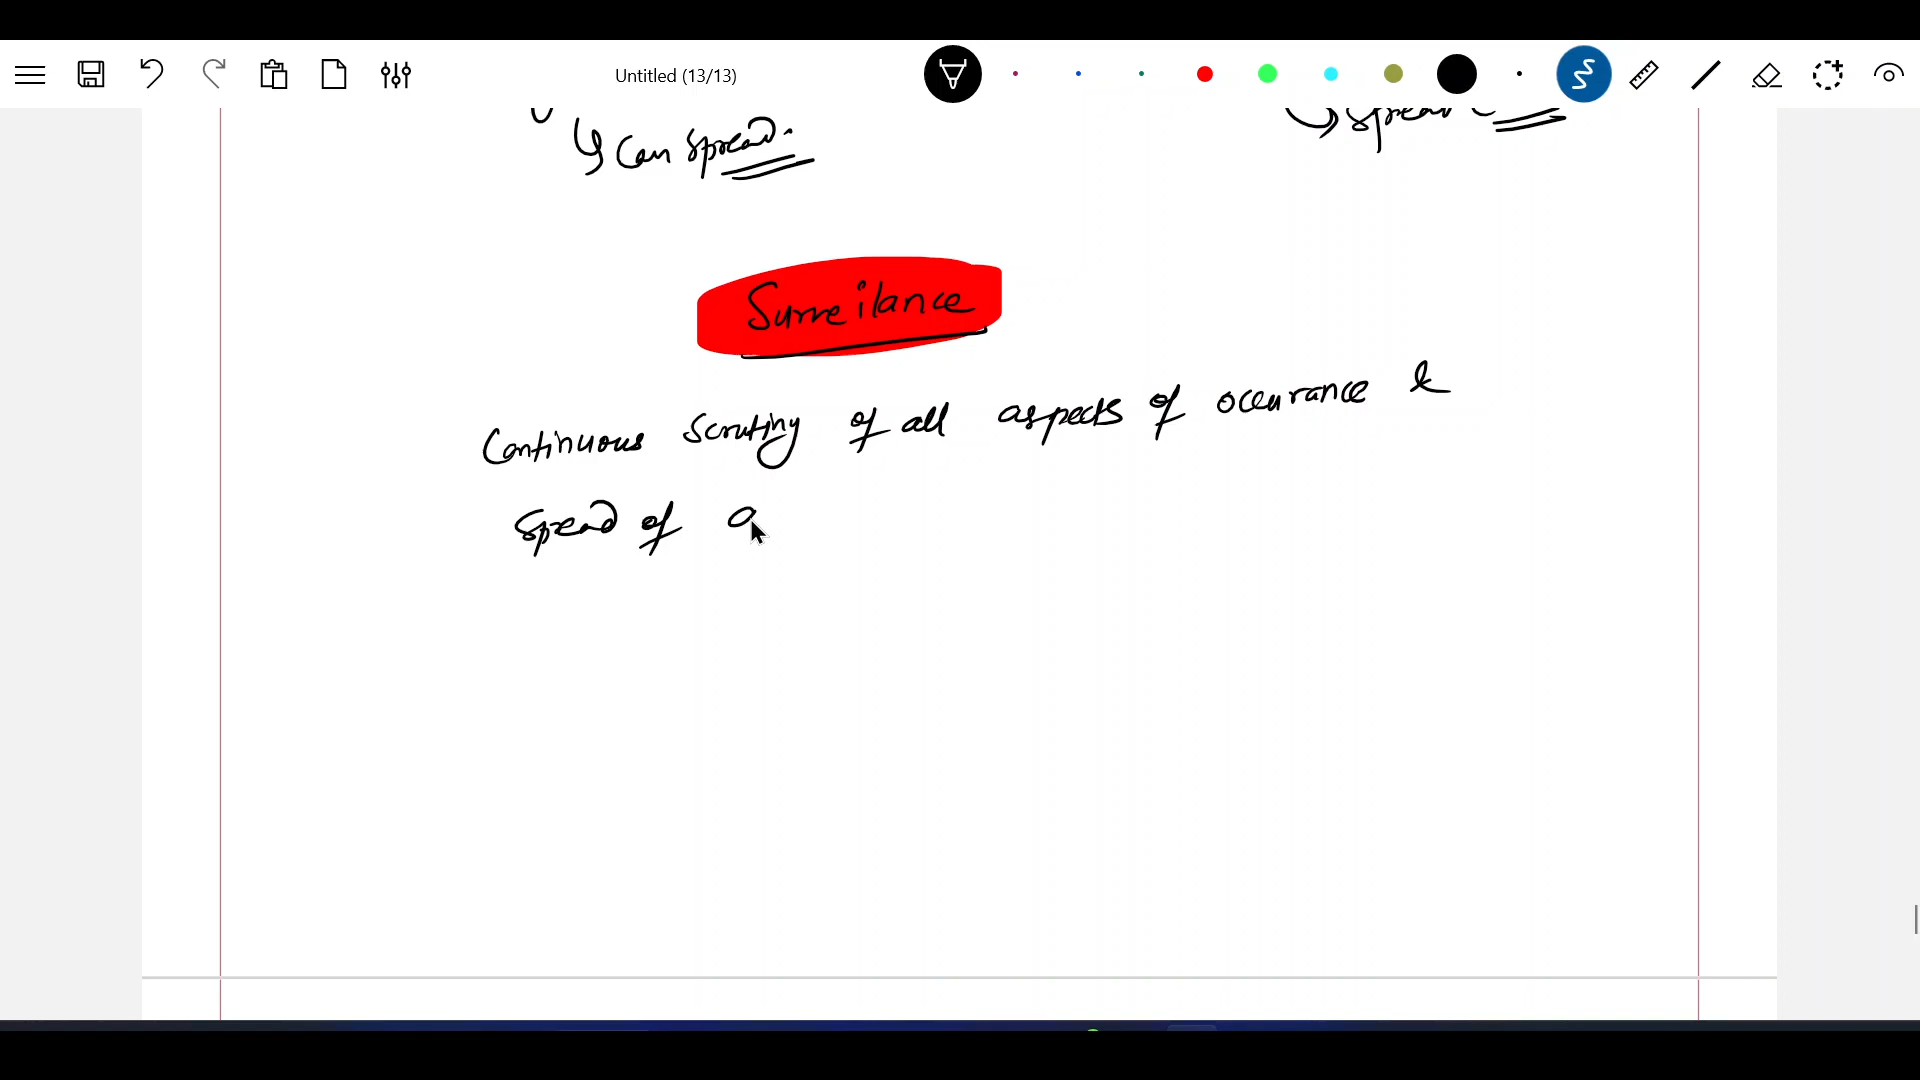 Untitled (13/13)
↳ Can spread.
Surveilance
Continuous Scrutiny of all aspects of occurance &
spread of a